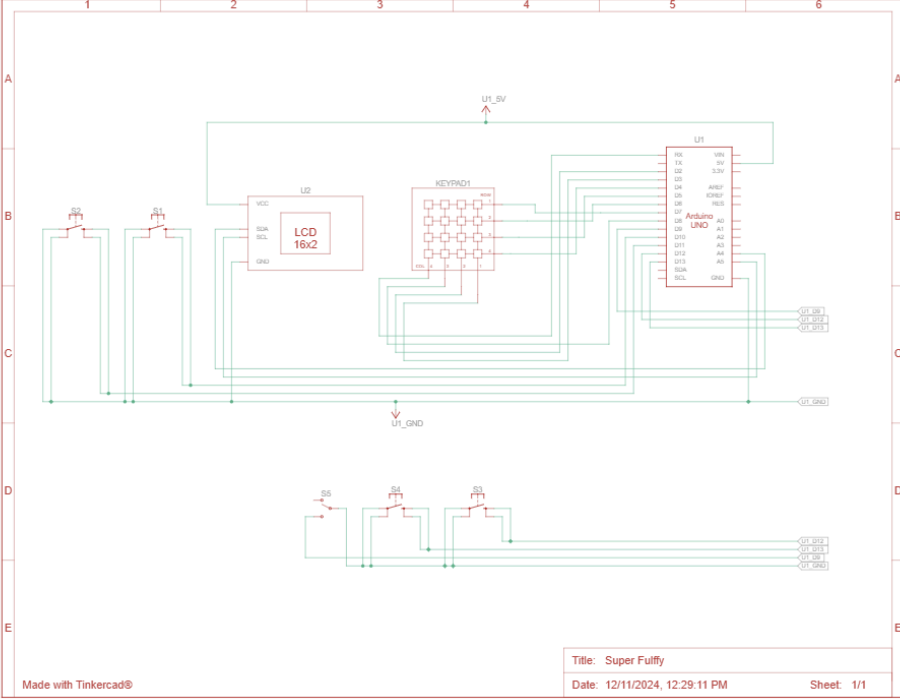 1 2 3 4 5 6
A A
U1_5V
U1
RX VIN
TX 5V
D2 3.3V
D3
KEYPAD1
D4 AREF
U2
D5 IOREF
D6 RES
VCC
D7
Arduino
UNO
B B
S2 S1
D8 A0
SDA
D9 A1
LCD
16x2
SCL
D10 A2
D11 A3
D12 A4
GND
D13 A5
SDA
SCL GND
U1_D9
U1_D12
U1_D13
C C
U1_GND
U1_GND
D D
S5 S4 S3
U1_D12
U1_D13
U1_D9
U1_GND
E E
Title: Super Fulffy
Made with Tinkercad®
Date: 12/11/2024, 12:29:11 PM
Sheet: 1/1